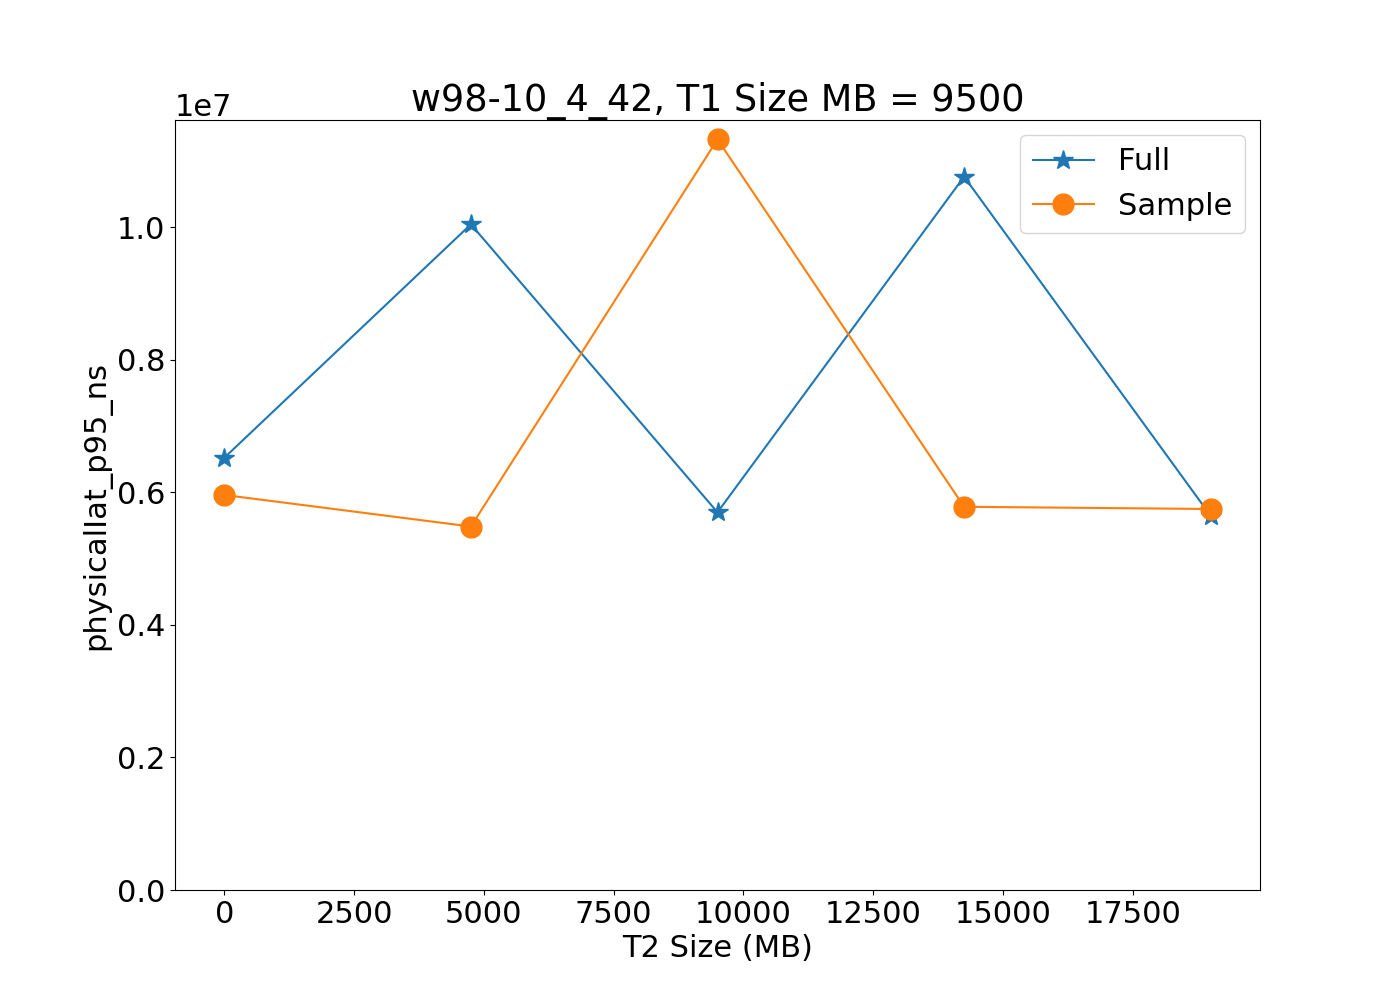 w98-10_4_42, T1 Size MB = 9500
1e7
Full
Sample
1.0
0.8
0.6
0.4
0.2
0.0
physicallat_p95_ns
0 2500 5000 7500 10000 12500 15000 17500
T2 Size (MB)